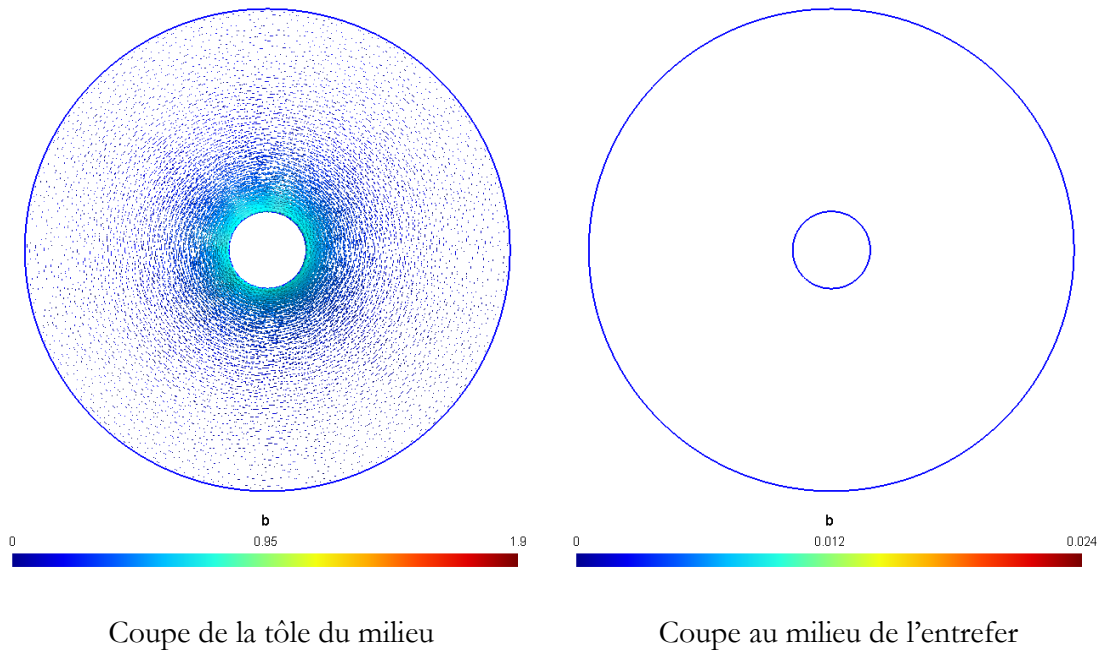 b
0 0.95 1.9
b
0 0.012 0.024
Coupe de la tôle du milieu
Coupe au milieu de l’entrefer